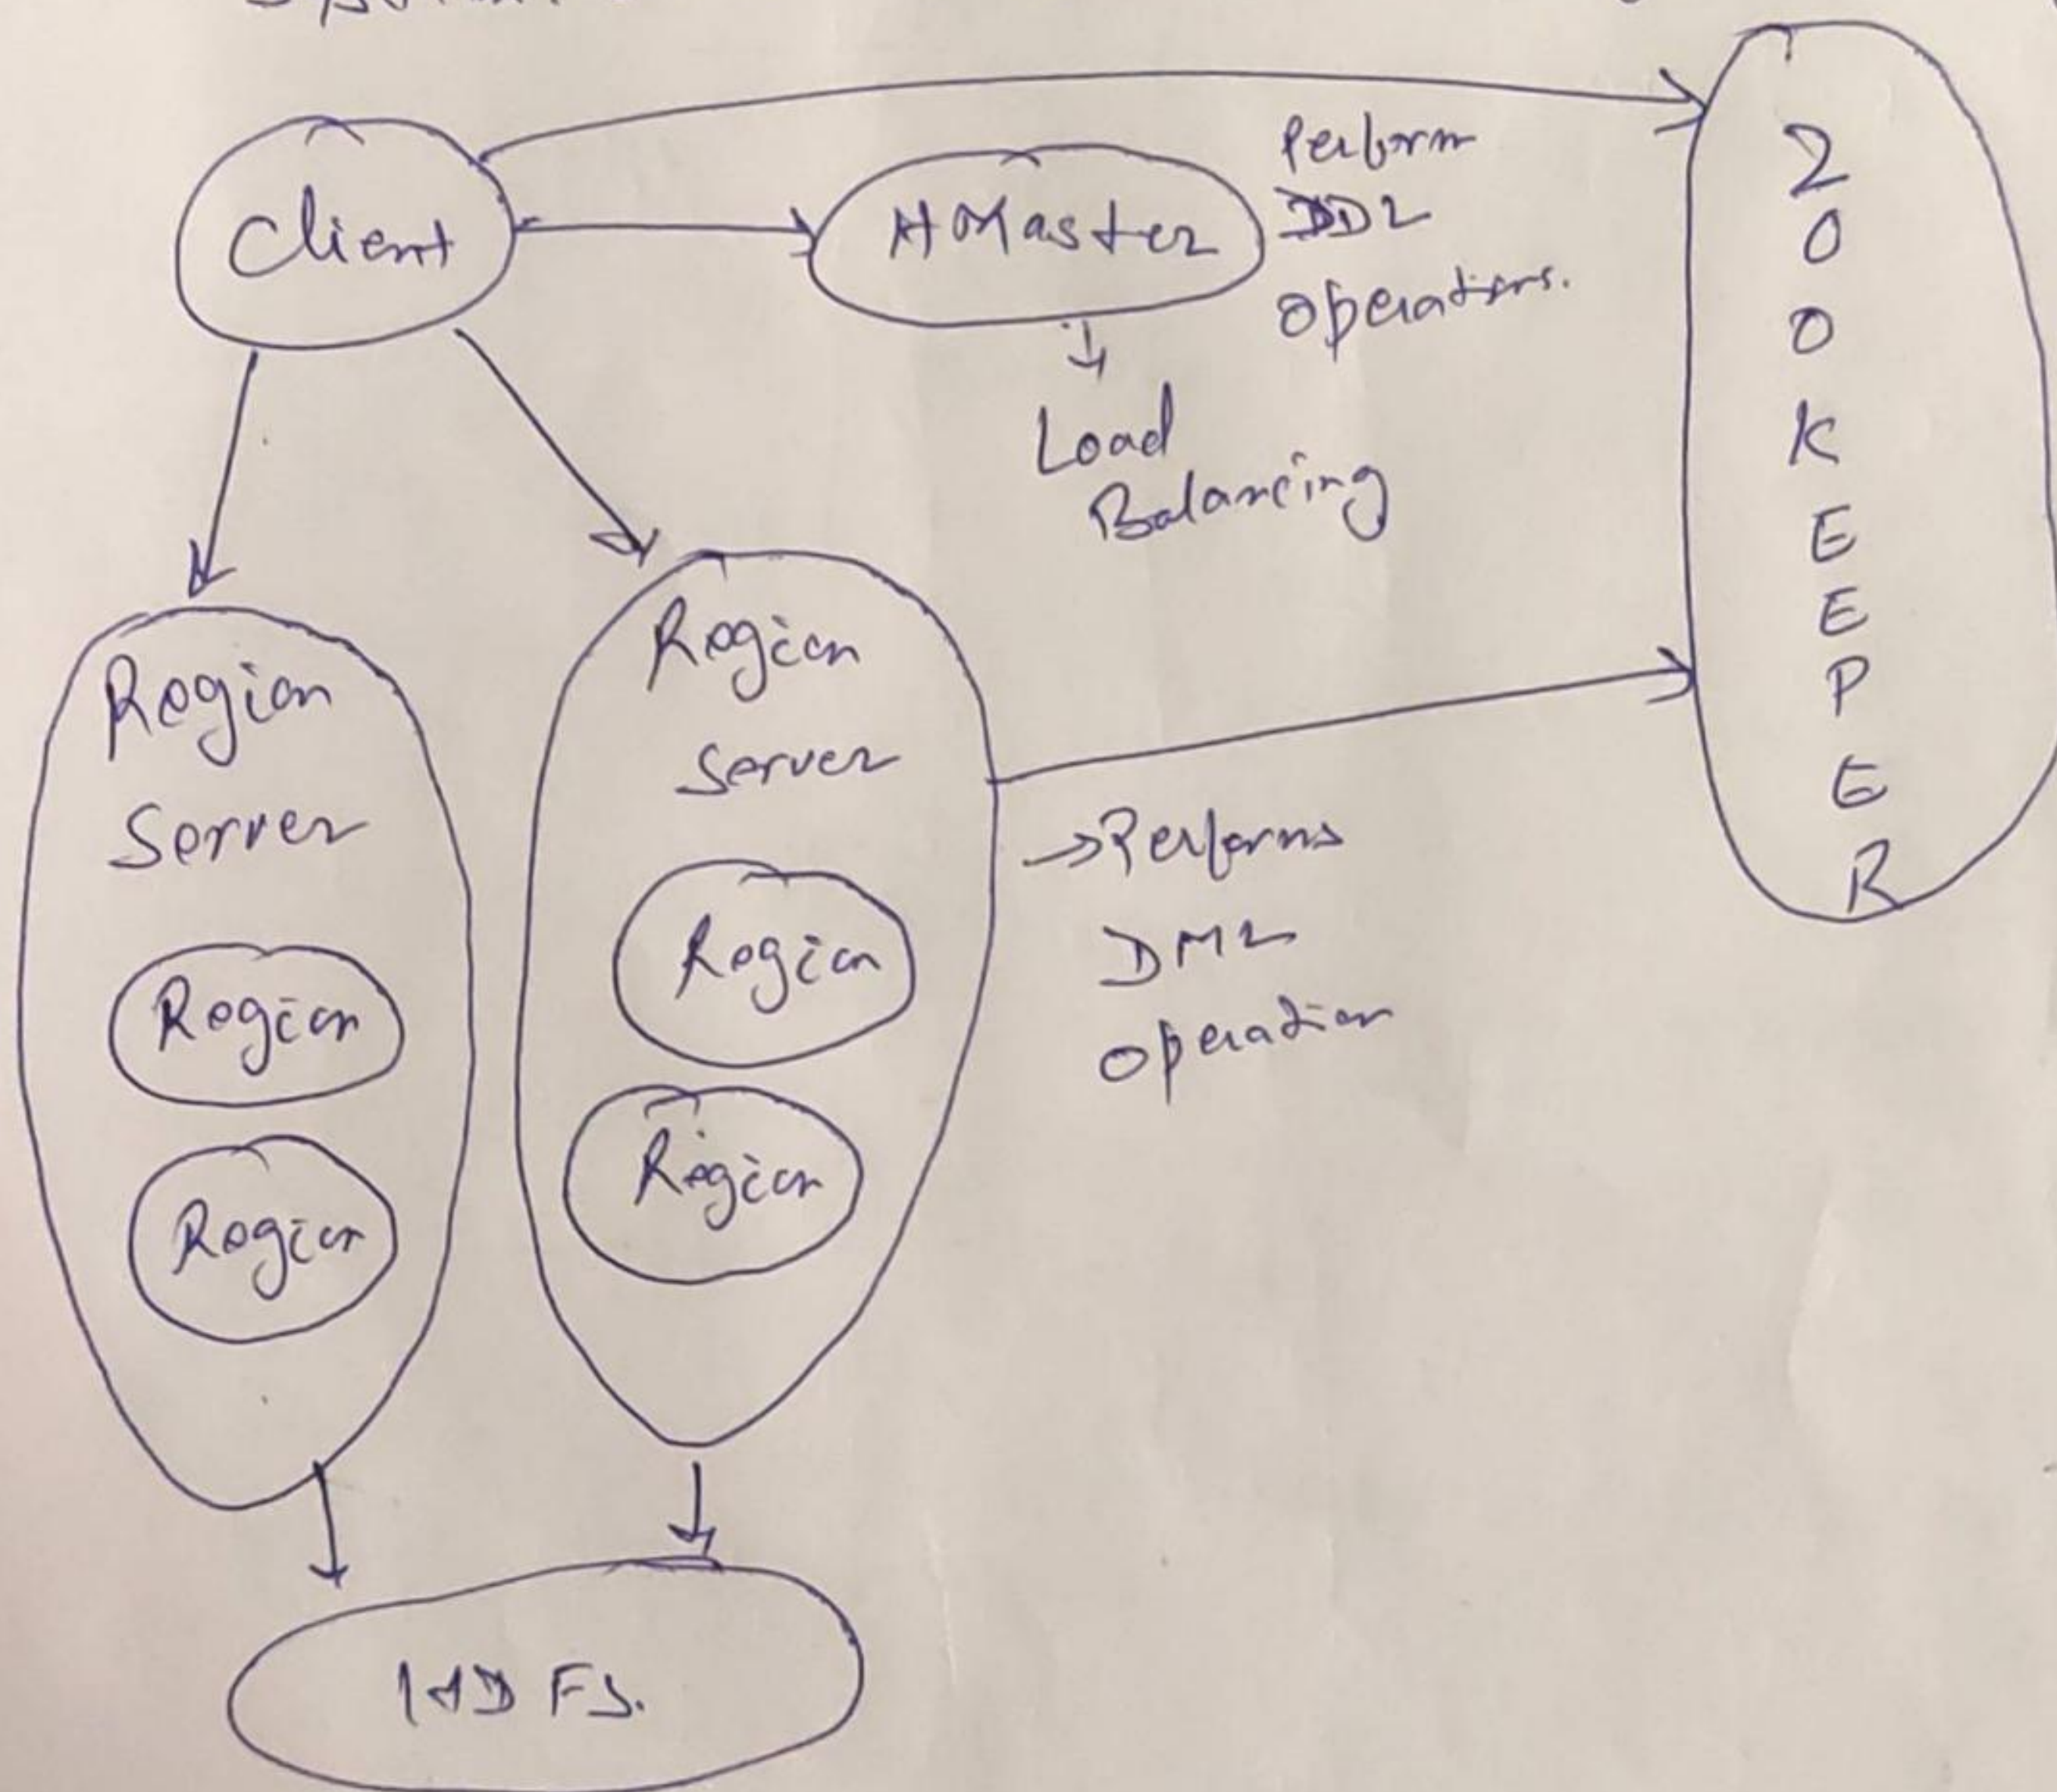 Client
HMaster
Perform
DDL
Operations.
Load
Balancing
ZOOKEEPER
Region
Server
Region
Region
Region
Server
Region
Region
→Performs
DML
Operation
HDFS.